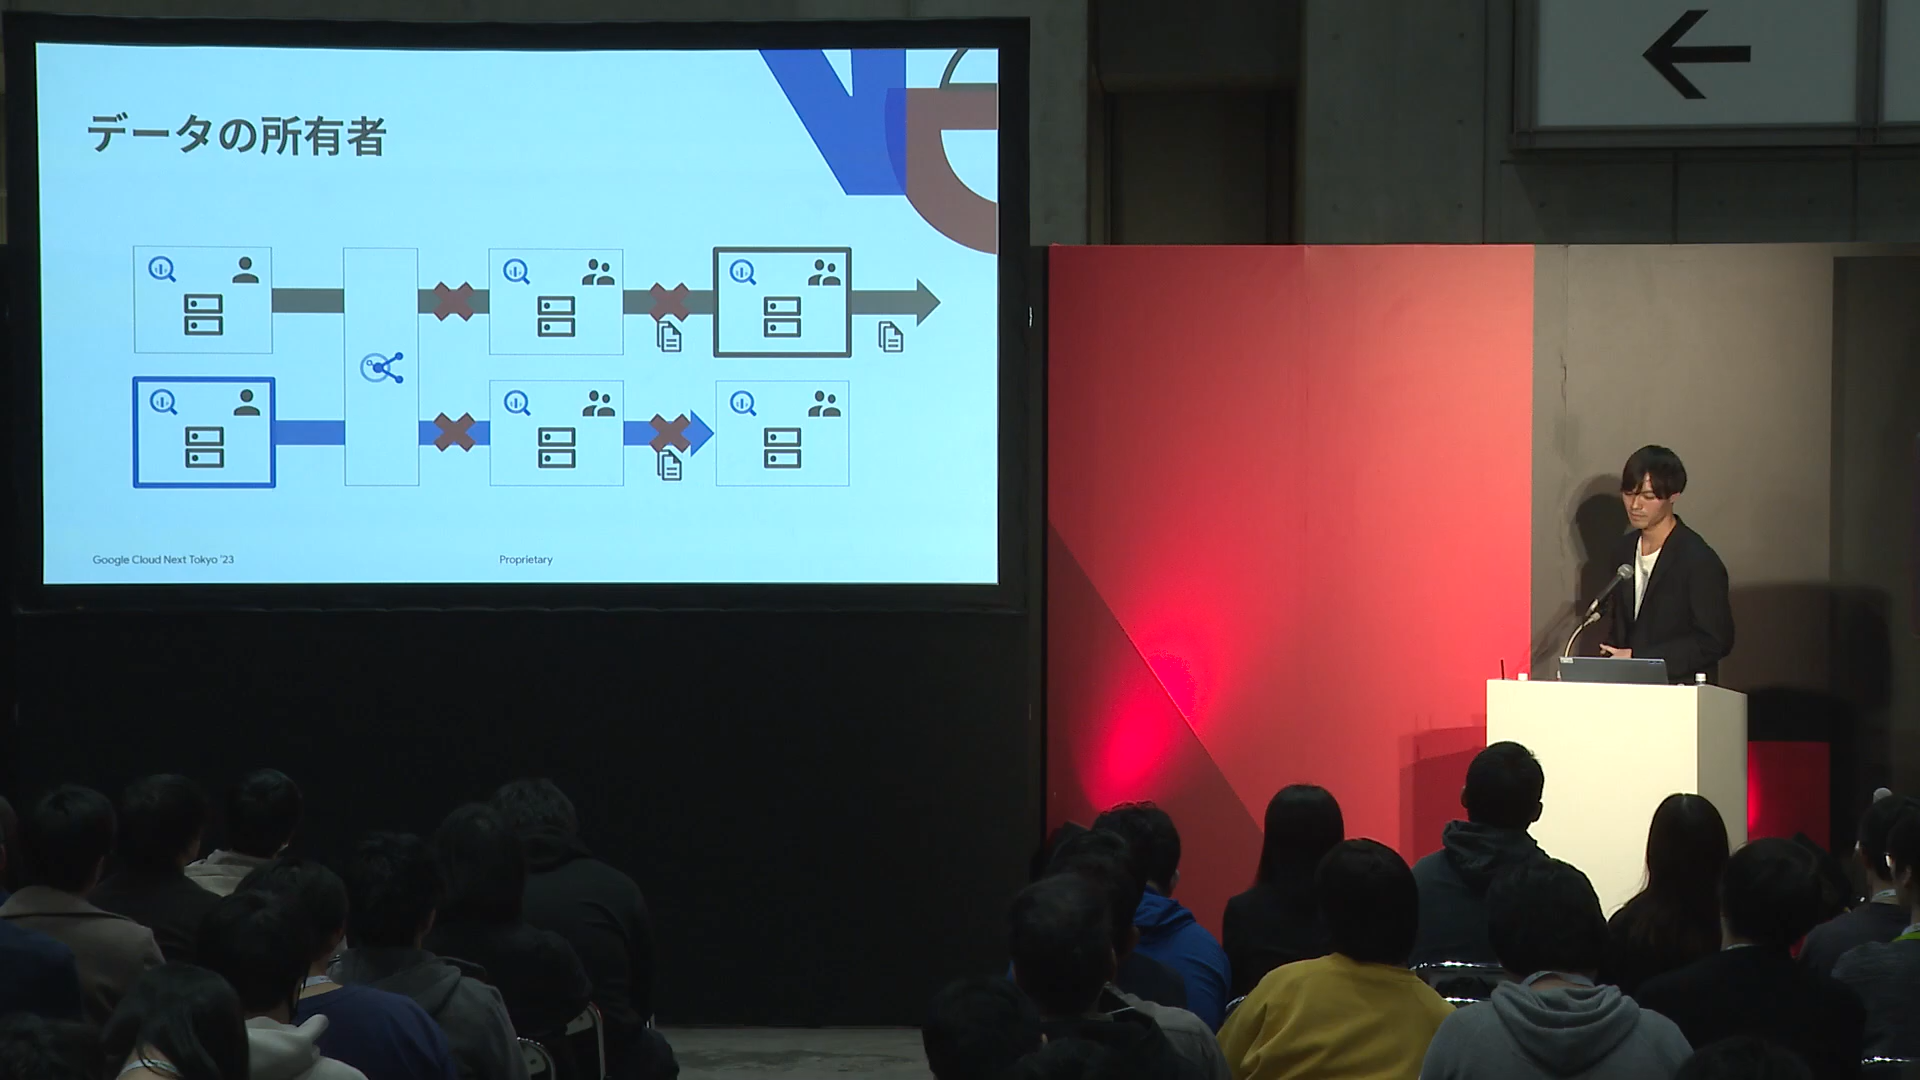 データの所有者
Google Cloud Next Tokyo '23
Proprietary